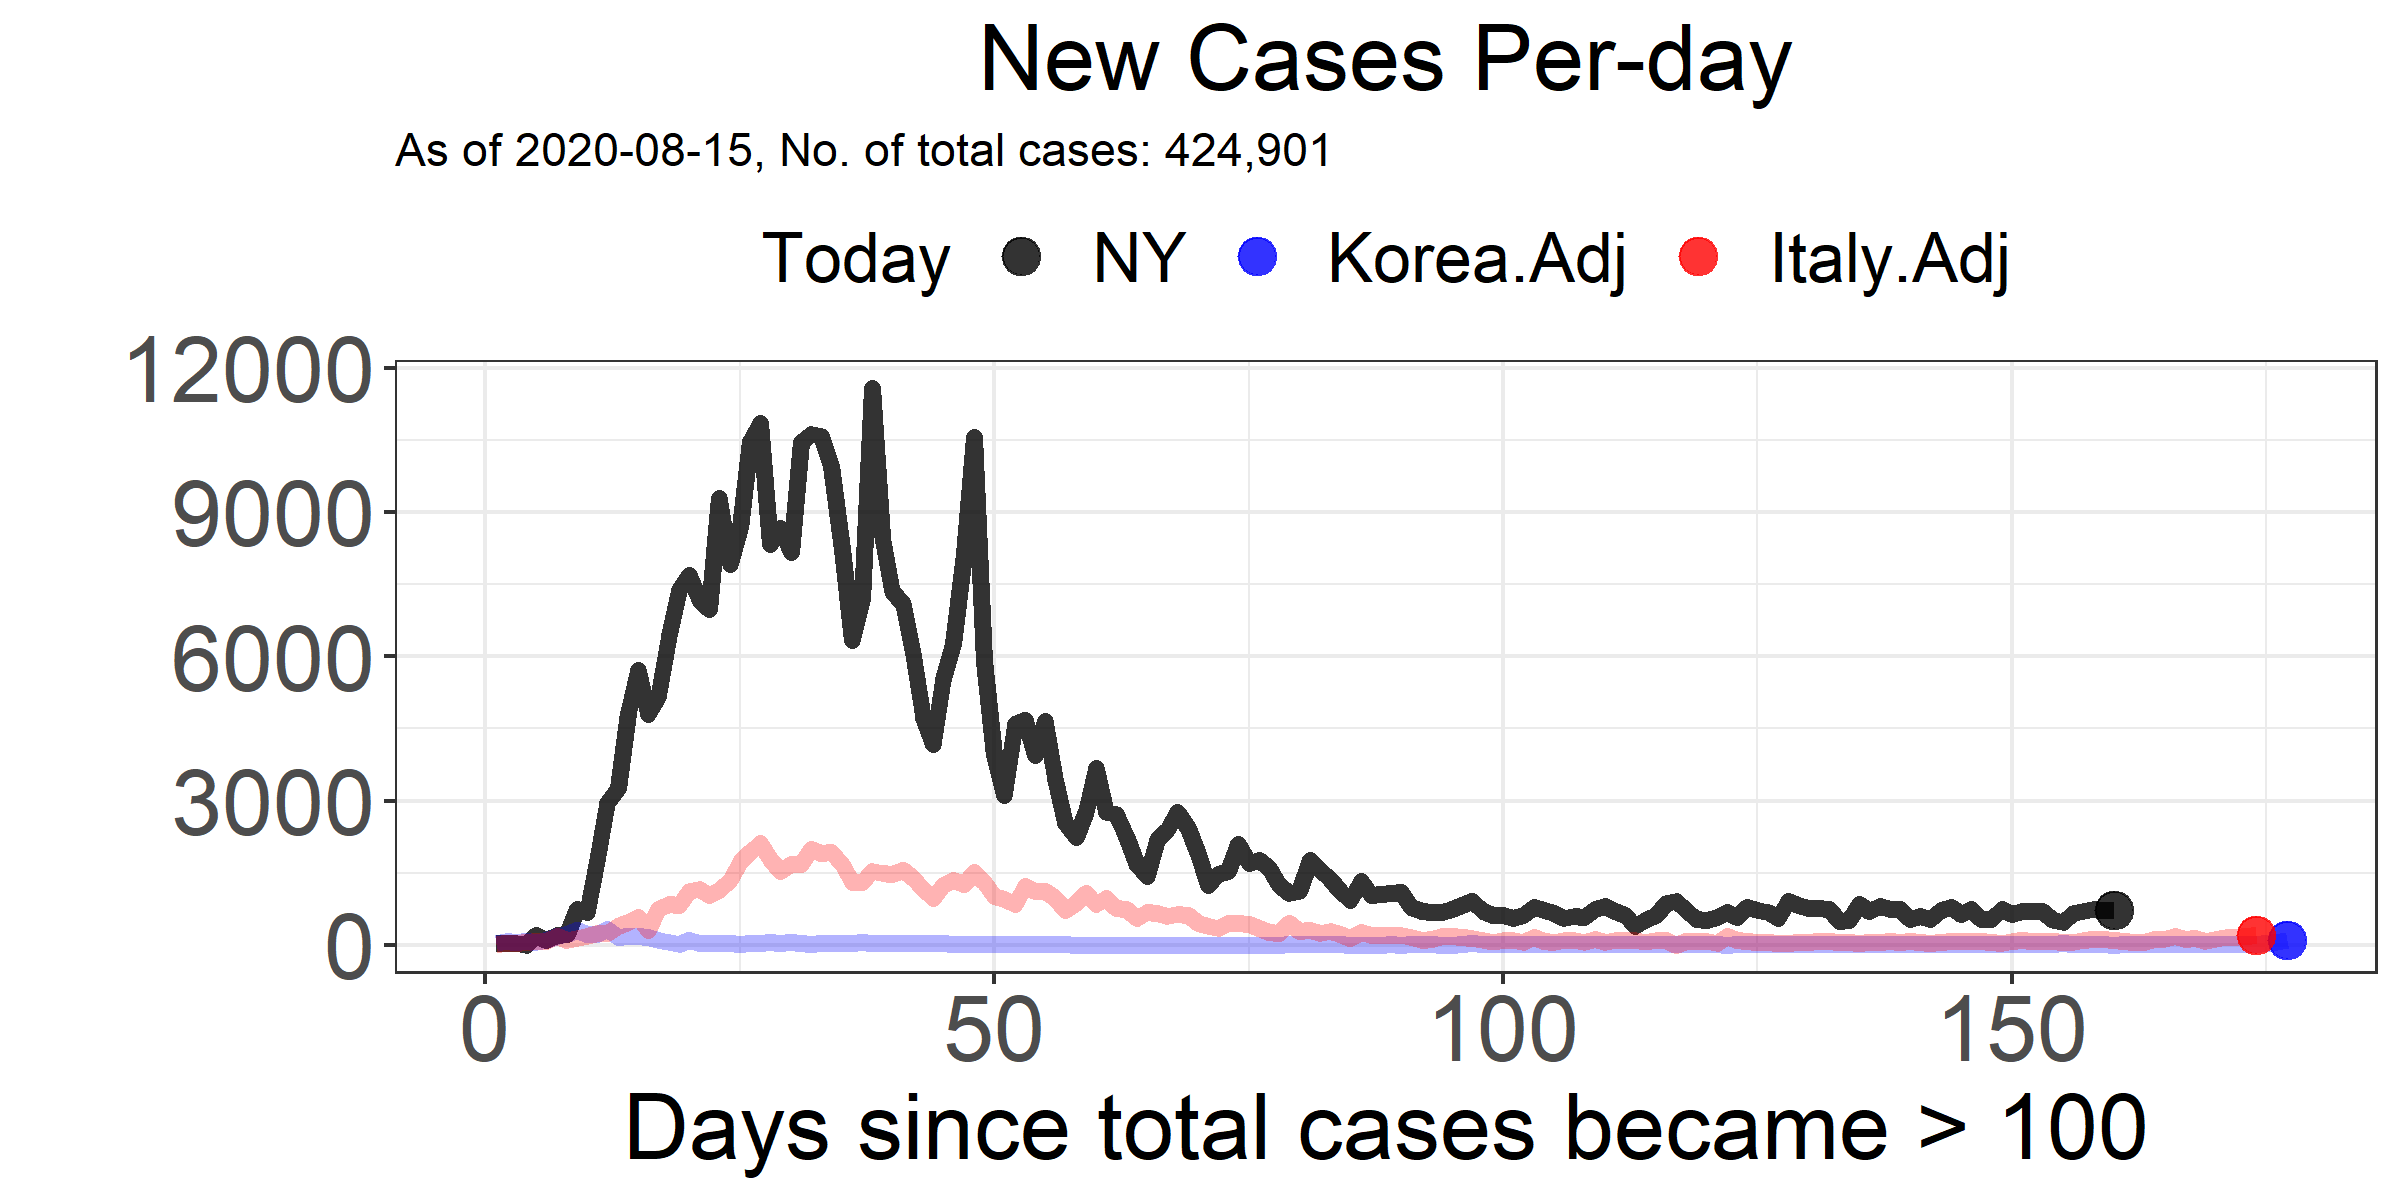 New Cases Per-day
As of 2020-08-15, No. of total cases: 424,901
Today NY Korea.Adj Italy.Adj
12000
9000
6000
3000
0
0 50 100 150
Days since total cases became > 100